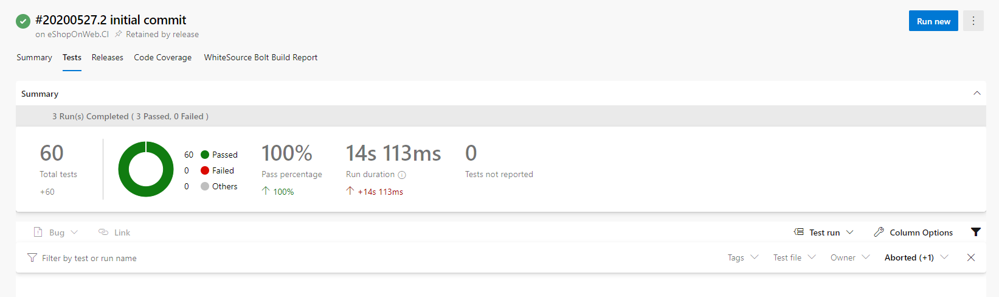 #20200527.2 initial commit
on eShopOnWeb.CI Retained by release
Run new
Summary Tests Releases Code Coverage WhiteSource Bolt Build Report
Summary
3 Run(s) Completed ( 3 Passed, 0 Failed )
60
Total tests
+60
60 Passed
0 Failed
0 Others
100%
Pass percentage
100%
14s 113ms
Run duration
+14s 113ms
0
Tests not reported
Bug Link Test run Column Options
Filter by test or run name Tags Test file Owner Aborted (+1)